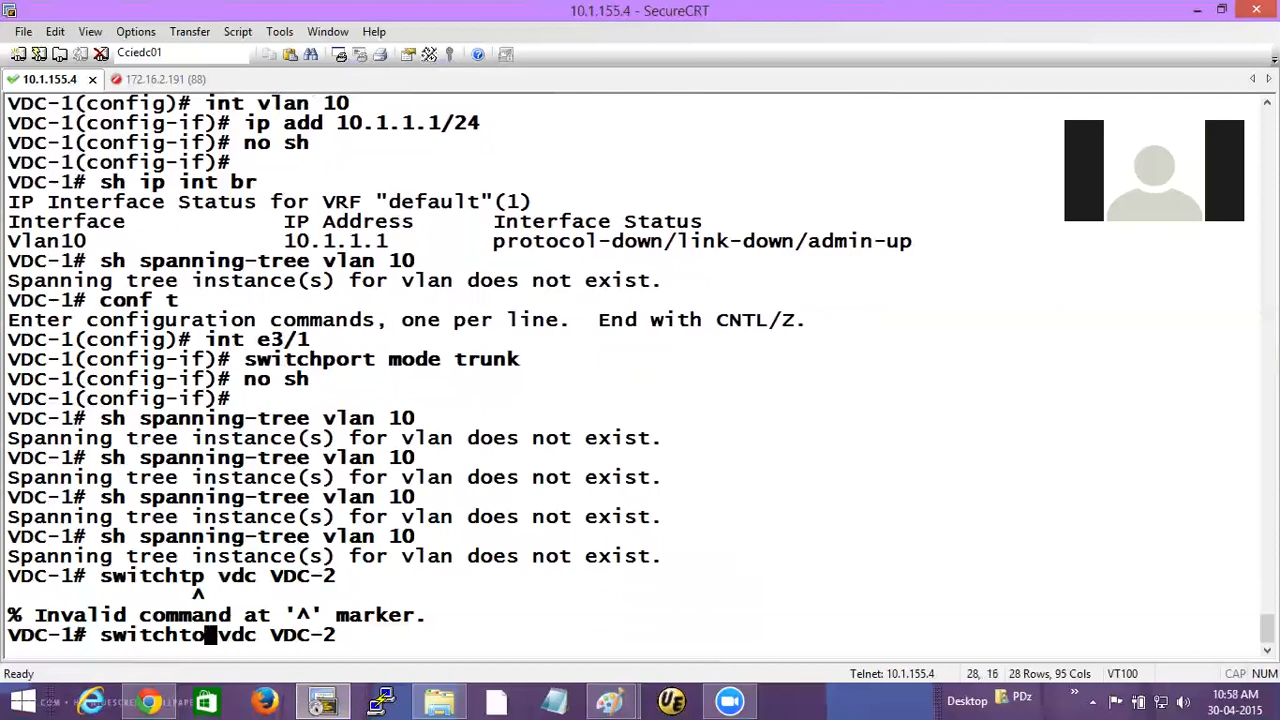 10.1.155.4 - SecureCRT
File Edit View Options Transfer Script Tools Window Help
Cciedc01
10.1.155.4 172.16.2.191 (88)
VDC-1(config)# int vlan 10
VDC-1(config-if)# ip add 10.1.1.1/24
VDC-1(config-if)# no sh
VDC-1(config-if)#
VDC-1# sh ip int br
IP Interface Status for VRF "default"(1)
Interface IP Address Interface Status
Vlan10 10.1.1.1 protocol-down/link-down/admin-up
VDC-1# sh spanning-tree vlan 10
Spanning tree instance(s) for vlan does not exist.
VDC-1# conf t
Enter configuration commands, one per line. End with CNTL/Z.
VDC-1(config)# int e3/1
VDC-1(config-if)# switchport mode trunk
VDC-1(config-if)# no sh
VDC-1(config-if)#
VDC-1# sh spanning-tree vlan 10
Spanning tree instance(s) for vlan does not exist.
VDC-1# sh spanning-tree vlan 10
Spanning tree instance(s) for vlan does not exist.
VDC-1# sh spanning-tree vlan 10
Spanning tree instance(s) for vlan does not exist.
VDC-1# sh spanning-tree vlan 10
Spanning tree instance(s) for vlan does not exist.
VDC-1# switchtp vdc VDC-2
^
% Invalid command at '^' marker.
VDC-1# switchto vdc VDC-2
Ready Telnet: 10.1.155.4 28, 16 28 Rows, 95 Cols VT100 CAP NUM
Desktop PDz 10:58 AM
30-04-2015